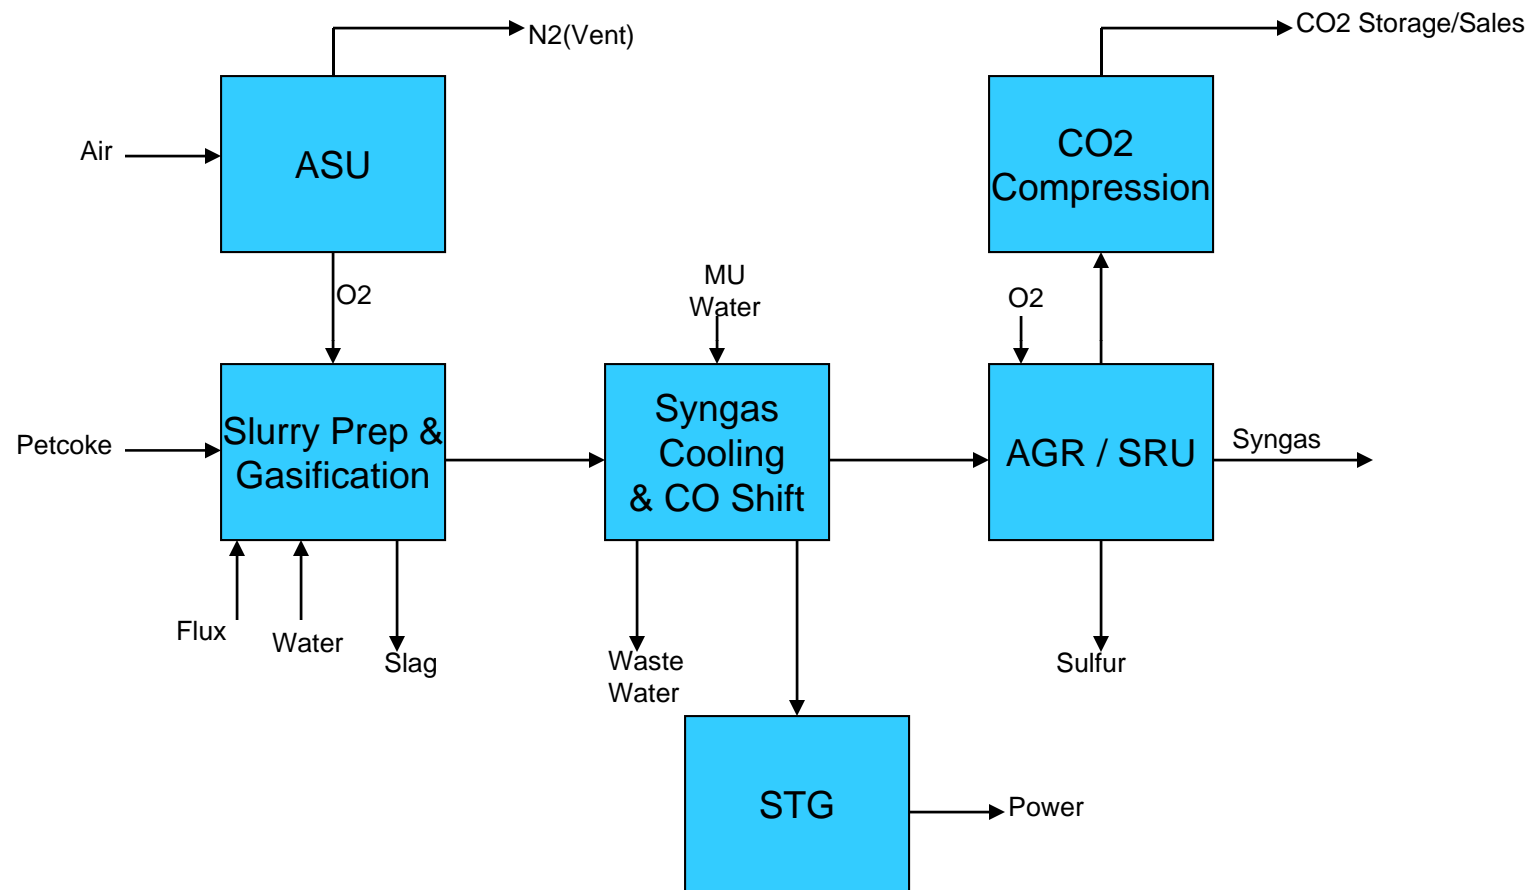 N2(Vent)
CO2 Storage/Sales
Air
ASU
CO2
Compression
O2
MU
Water
O2
Petcoke
Slurry Prep &
Gasification
Syngas
Cooling
& CO Shift
AGR / SRU
Syngas
Flux
Water
Slag
Waste
Water
Sulfur
STG
Power